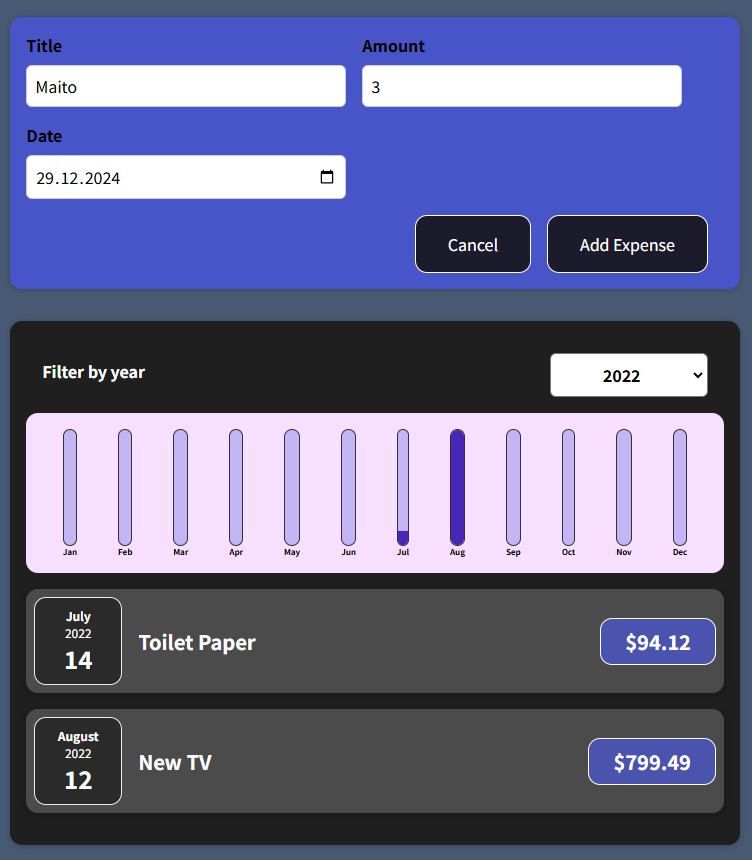 Title Amount
Maito 3
Date
29.12.2024
Cancel Add Expense
Filter by year 2022
Jan Feb Mar Apr May Jun Jul Aug Sep Oct Nov Dec
July
2022
14
Toilet Paper
$94.12
August
2022
12
New TV
$799.49